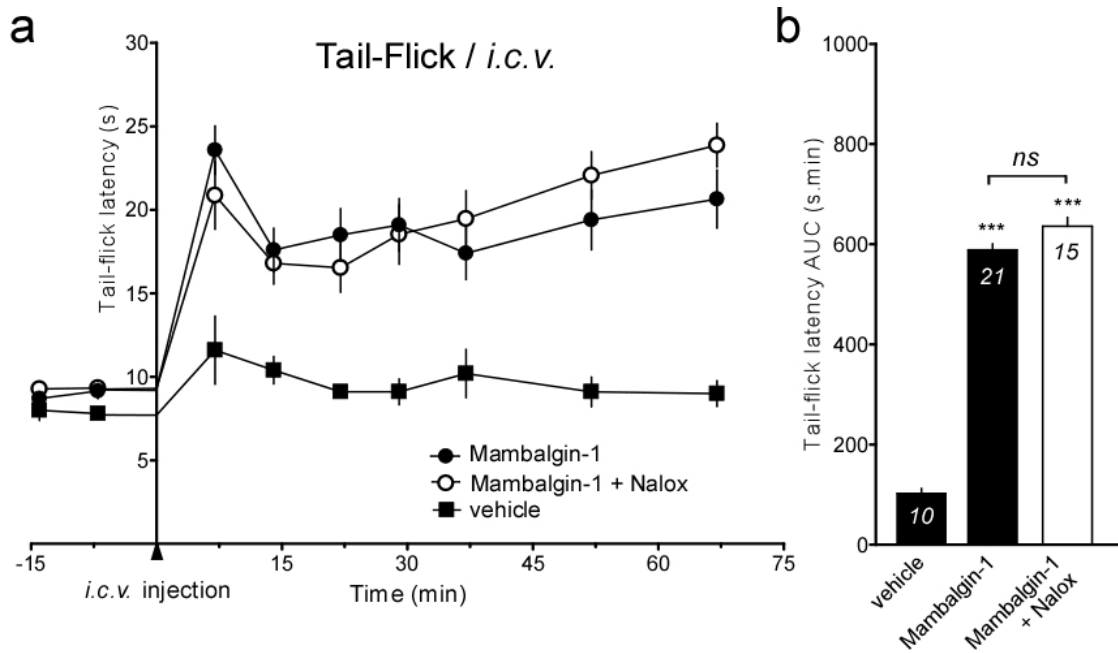 a
Tail-Flick / i.c.v.
Tail-flick latency (s)
30
25
20
15
10
5
Mambalgin-1
Mambalgin-1 + Nalox
vehicle
-15
0
15
30
45
60
75
i.c.v. injection
Time (min)
b
Tail-flick latency AUC (s.min)
1000
800
600
400
200
0
ns
***
***
10
21
15
vehicle
Mambalgin-1
Mambalgin-1
+ Nalox